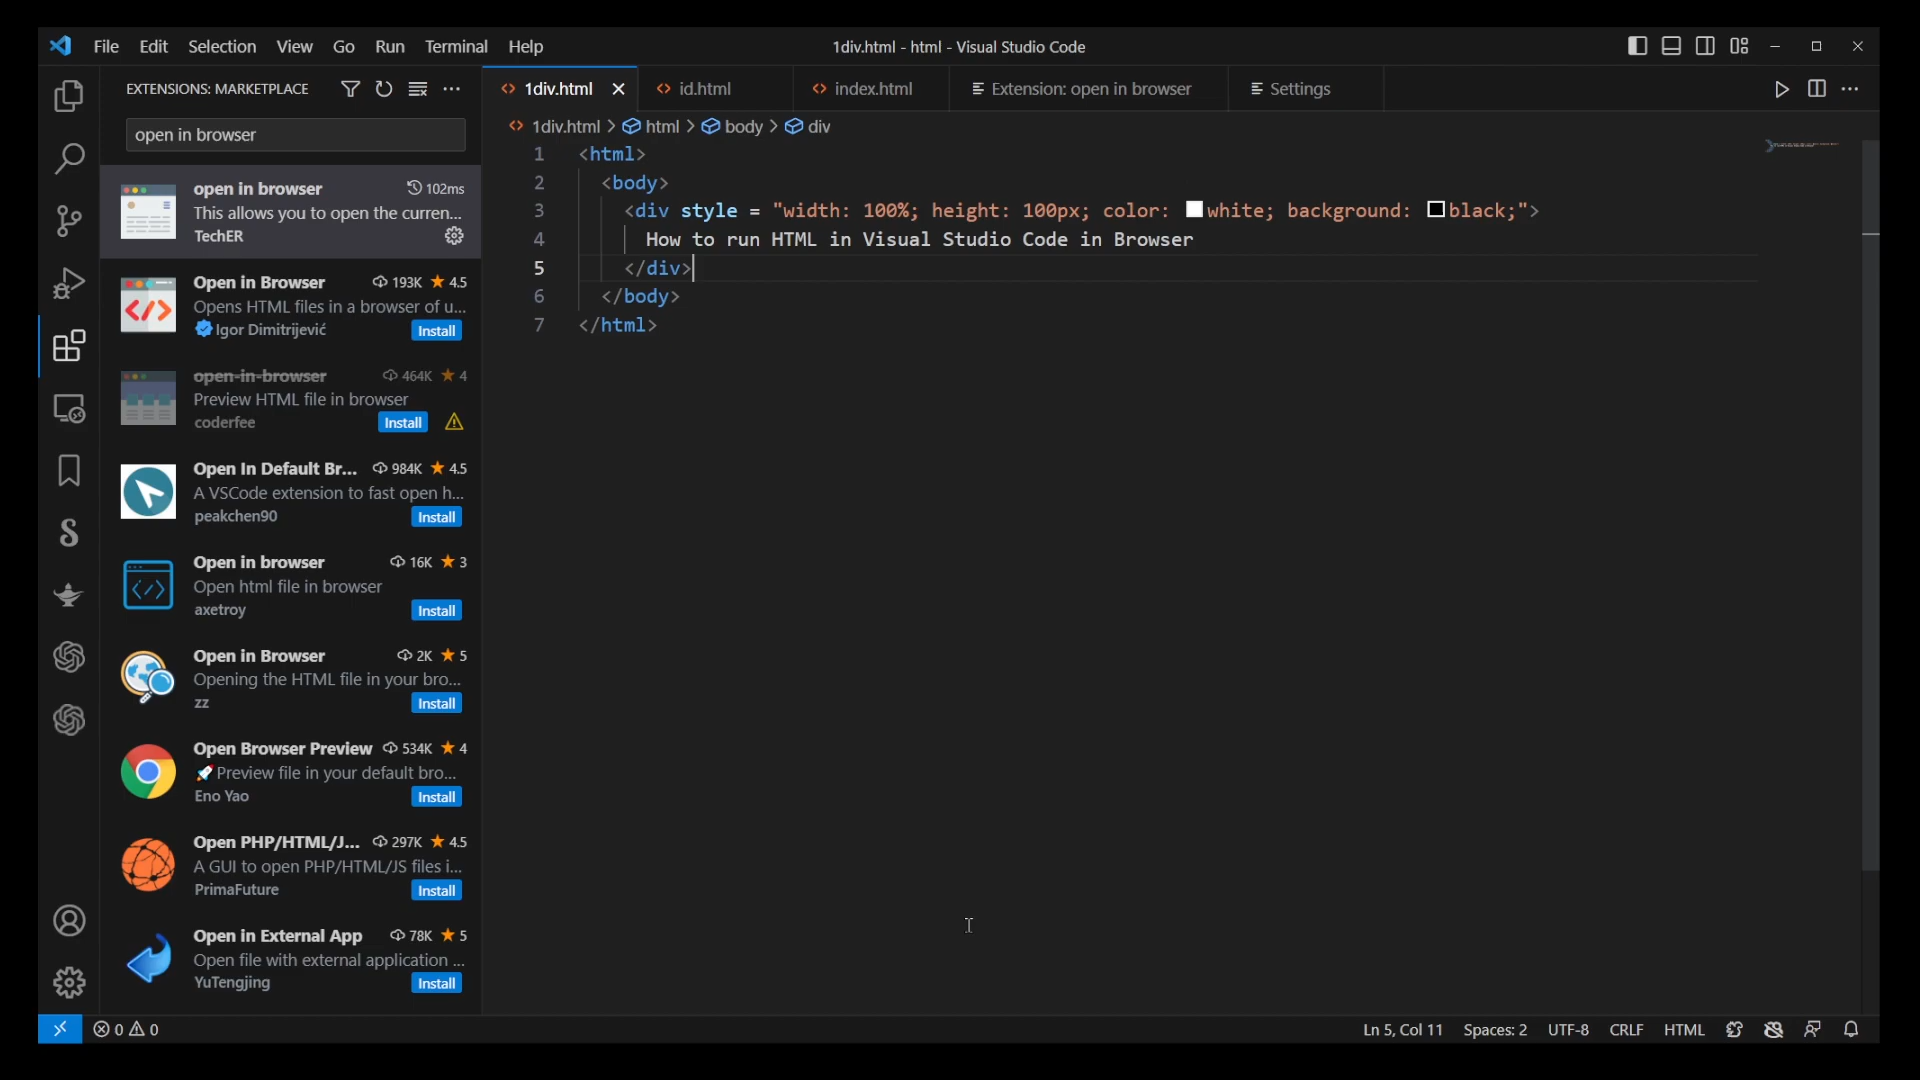 File Edit Selection View Go Run Terminal Help
1div.html - html - Visual Studio Code
EXTENSIONS: MARKETPLACE
open in browser
open in browser 102ms
This allows you to open the curren...
TechER
Open in Browser 193K 4.5
Opens HTML files in a browser of u...
Igor Dimitrijević Install
open-in-browser 464K 4
Preview HTML file in browser
coderfee Install
Open In Default Br... 984K 4.5
A VSCode extension to fast open h...
peakchen90 Install
Open in browser 16K 3
Open html file in browser
axetroy Install
Open in Browser 2K 5
Opening the HTML file in your bro...
zz Install
Open Browser Preview 534K 4
Preview file in your default bro...
Eno Yao Install
Open PHP/HTML/J... 297K 4.5
A GUI to open PHP/HTML/JS files i...
PrimaFuture Install
Open in External App 78K 5
Open file with external application ...
YuTengjing Install
1div.html id.html index.html Extension: open in browser Settings
1div.html > html > body > div
1 <html>
2 <body>
3 <div style = "width: 100%; height: 100px; color: white; background: black;">
4 How to run HTML in Visual Studio Code in Browser
5 </div>
6 </body>
7 </html>
0 0
Ln 5, Col 11 Spaces: 2 UTF-8 CRLF HTML